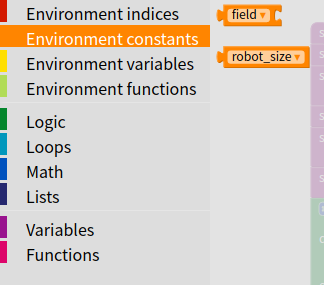 Environment indices
Environment constants
Environment variables
Environment functions
Logic
Loops
Math
Lists
Variables
Functions
field
robot_size